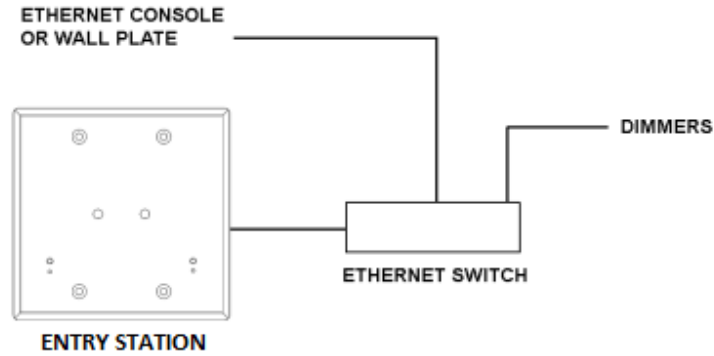 ETHERNET CONSOLE
OR WALL PLATE
DIMMERS
ETHERNET SWITCH
ENTRY STATION